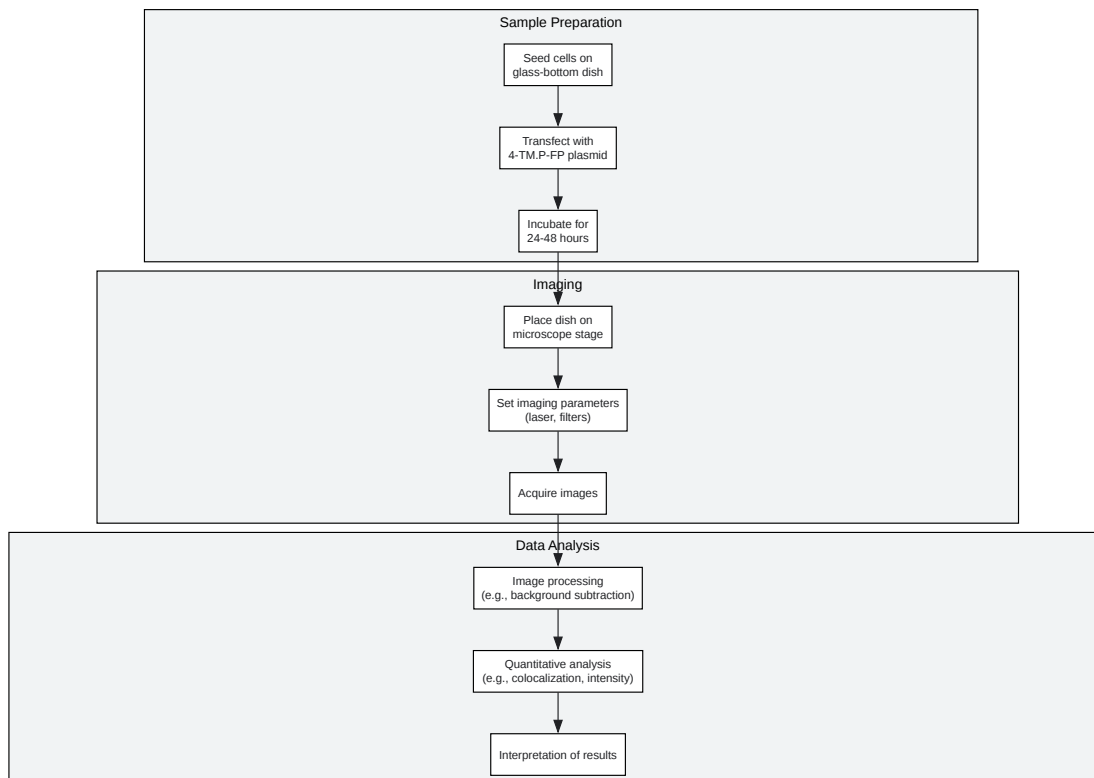 Sample Preparation
Seed cells on
glass-bottom dish
Transfect with
4-TM.P-FP plasmid
Incubate for
24-48 hours
Imaging
Place dish on
microscope stage
Set imaging parameters
(laser, filters)
Acquire images
Data Analysis
Image processing
(e.g., background subtraction)
Quantitative analysis
(e.g., colocalization, intensity)
Interpretation of results